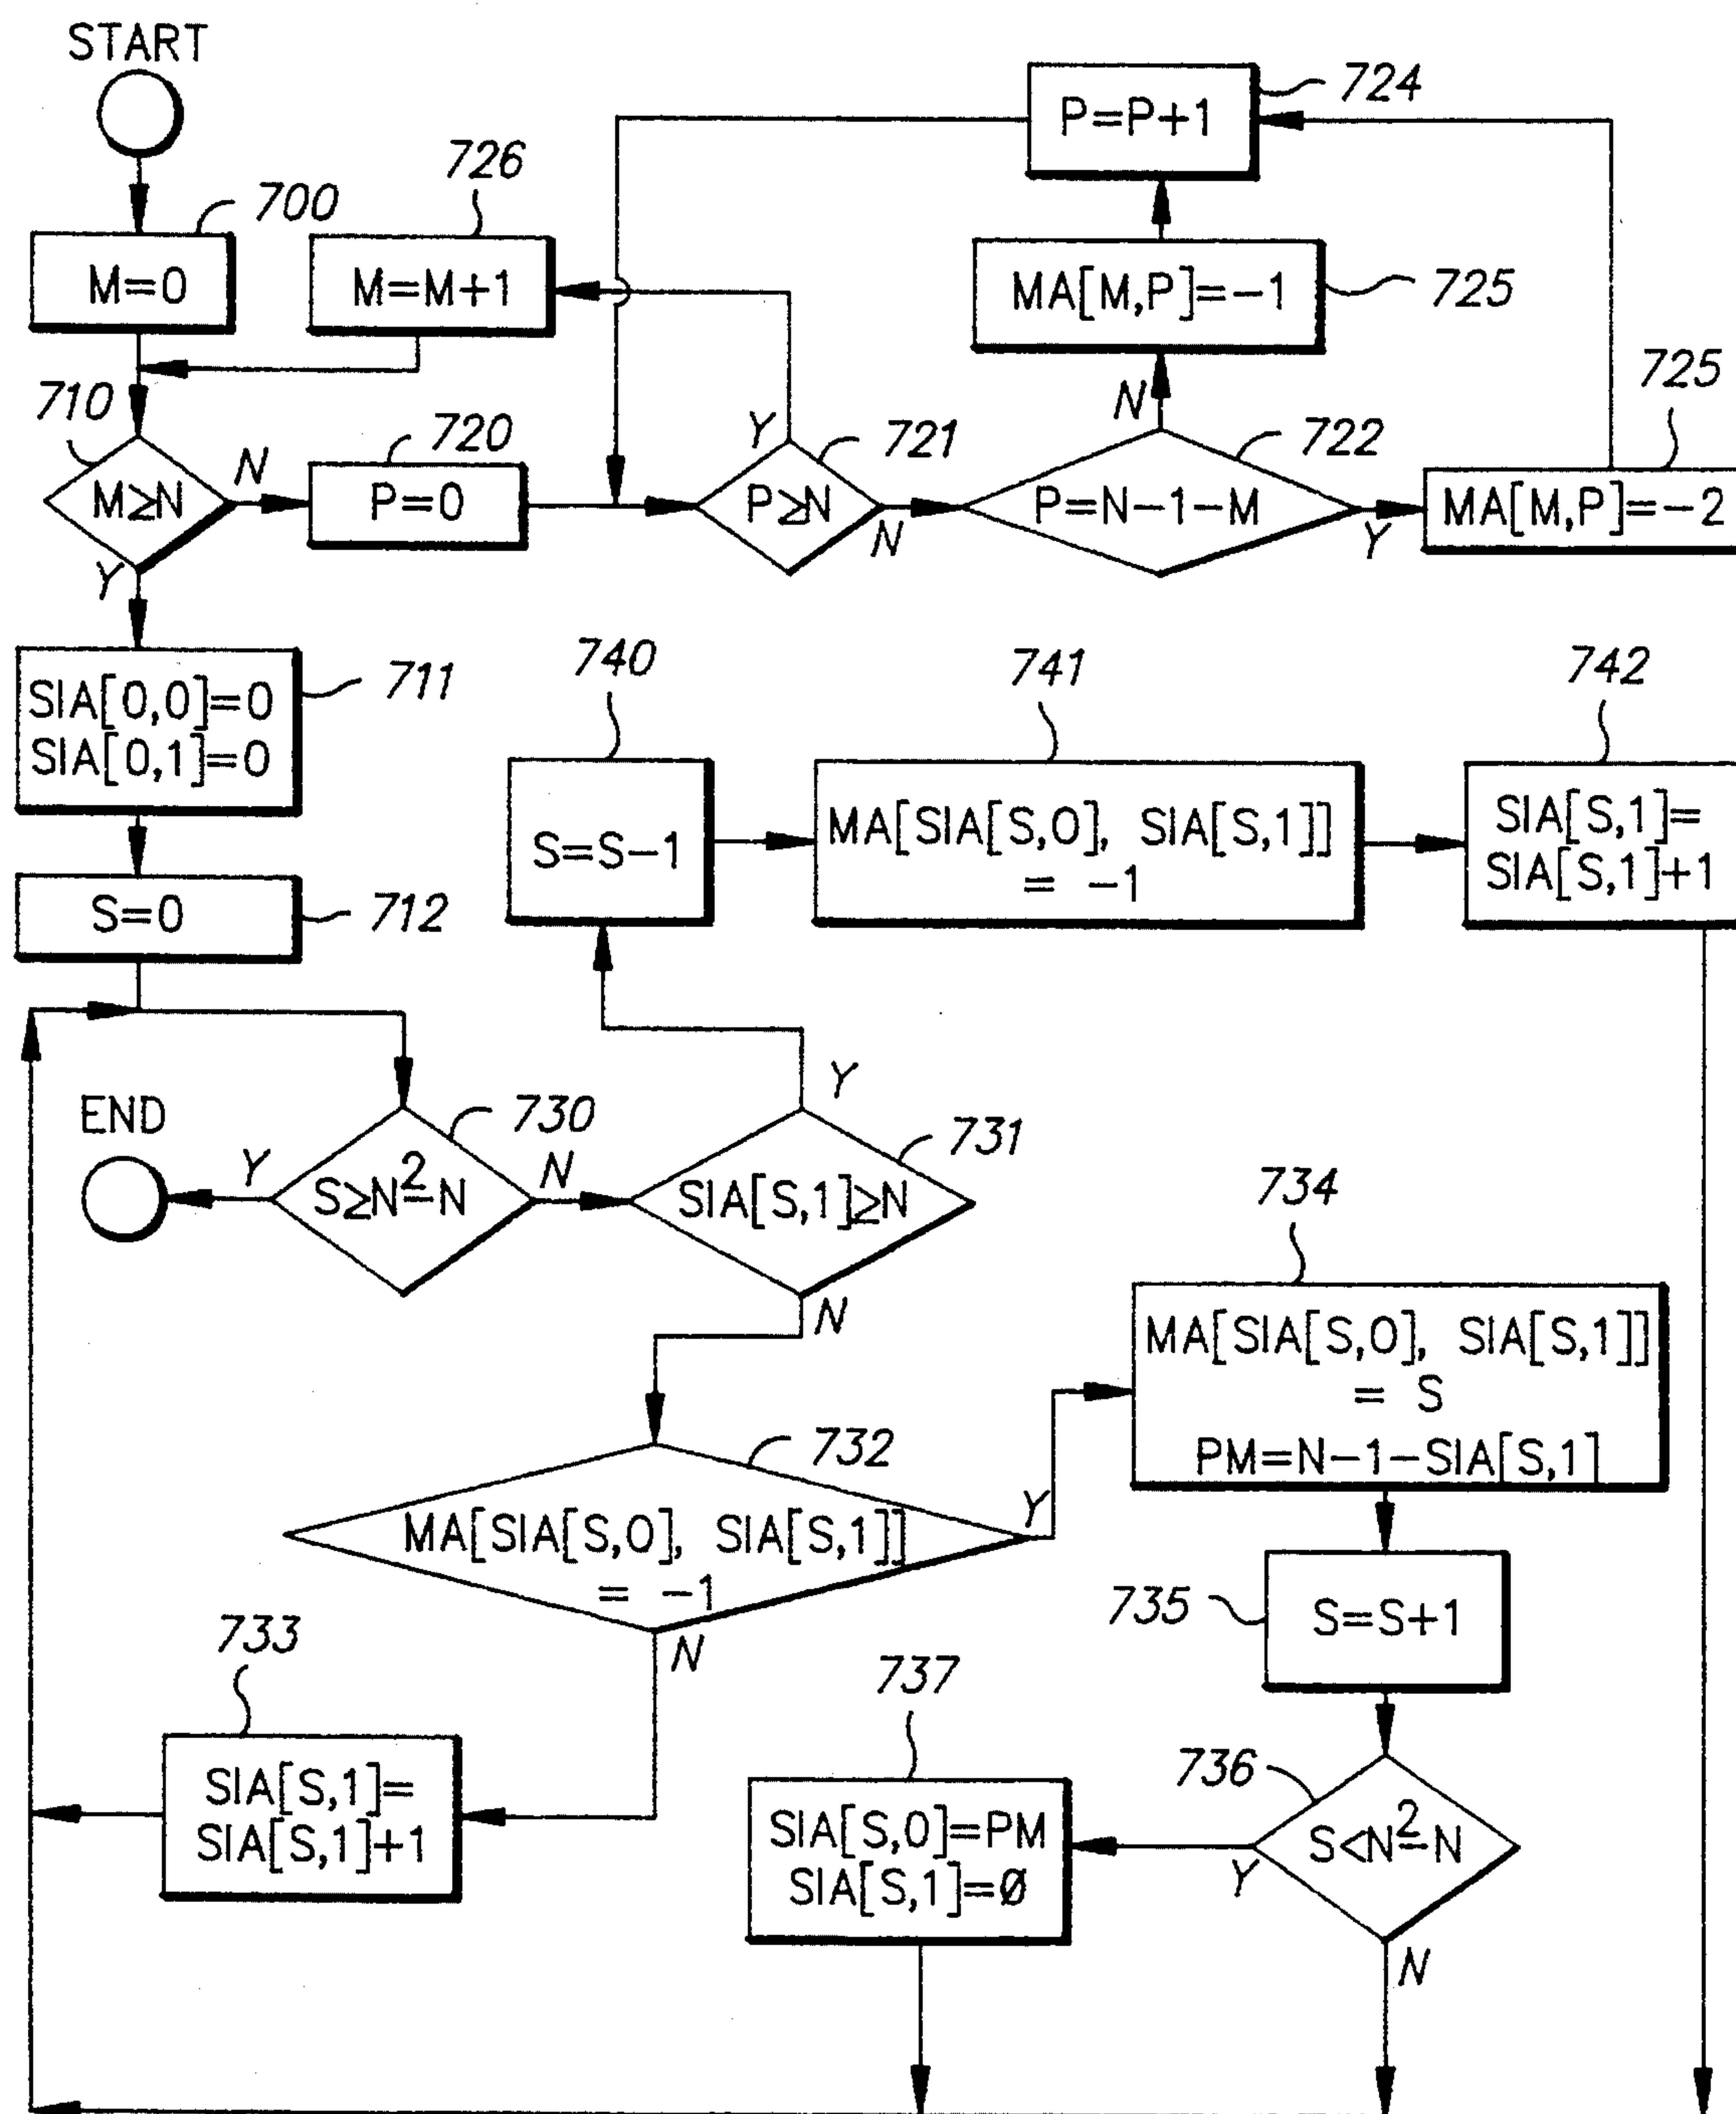 START
700
M=0
726
M=M+1
P=P+1
724
MA[M,P]=-1
725
710
M≥N
N
Y
720
P=0
Y
721
P≥N
N
N
722
P=N-1-M
Y
725
MA[M,P]=-2
SIA[0,0]=0
SIA[0,1]=0
711
S=0
712
740
S=S-1
741
MA[SIA[S,0], SIA[S,1]]
= -1
742
SIA[S,1]=
SIA[S,1]+1
END
Y
730
S≥N²-N
N
Y
731
SIA[S,1]≥N
N
732
MA[SIA[S,0], SIA[S,1]]
= -1
Y
N
734
MA[SIA[S,0], SIA[S,1]]
= S
PM=N-1-SIA[S,1]
735
S=S+1
733
SIA[S,1]=
SIA[S,1]+1
737
SIA[S,0]=PM
SIA[S,1]=Ø
736
S<N²-N
Y
N